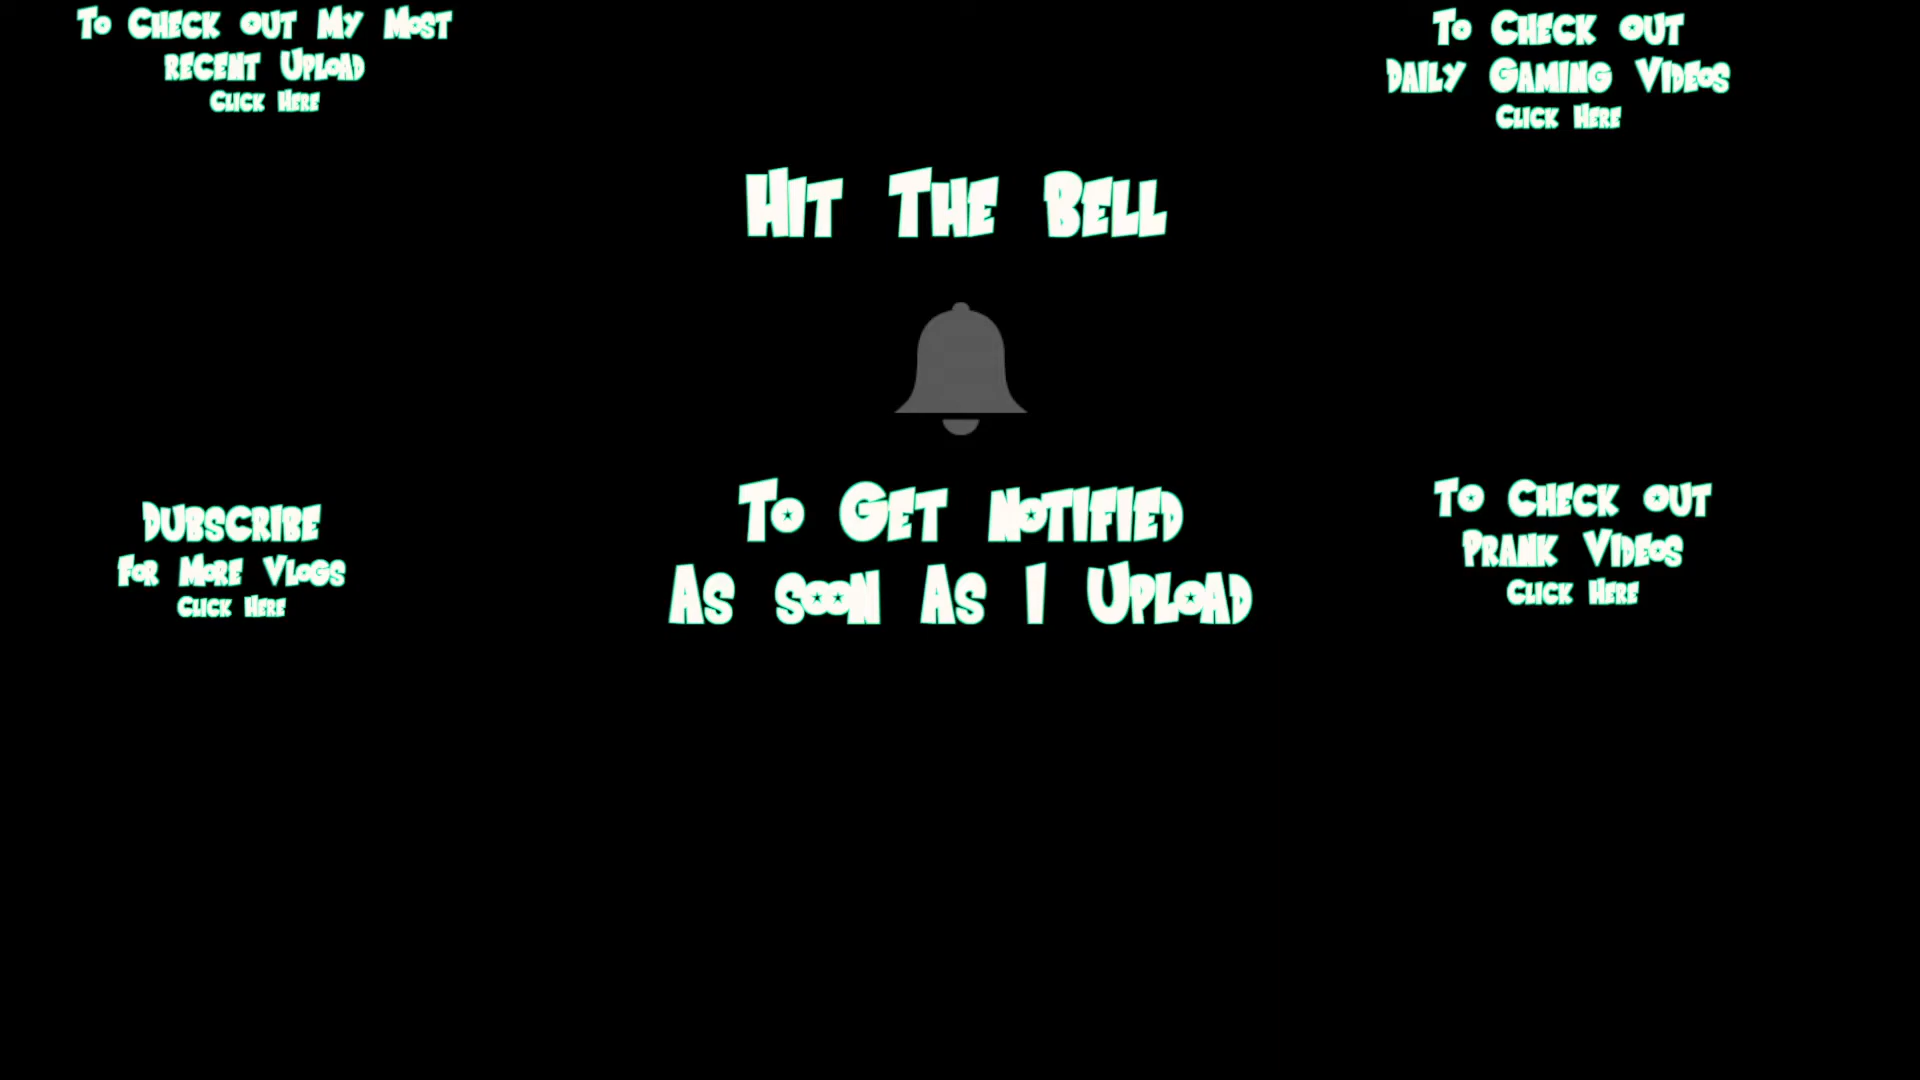 To Check out My Most
recent Upload
Click Here
To Check out
Daily Gaming Videos
Click Here
Hit The Bell
To Get notified
As soon As I Upload
Dubscribe
For More Vlogs
Click Here
To Check out
Prank Videos
Click Here